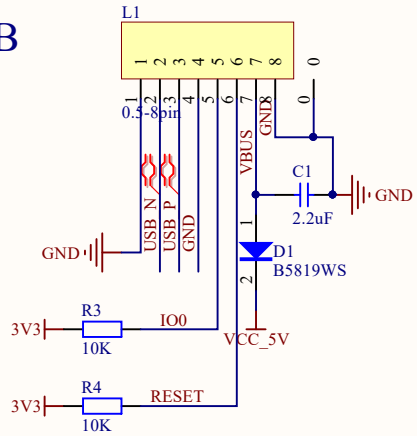 B
L1
1 2 3 4 5 6 7 8 0
1 2 3 4 5 6 7 8 0
0.5-8pin
USB_N
USB_P
GND
VBUS
GND
C1
GND
2.2uF
GND
1
D1
B5819WS
2
R3
IO0
3V3
10K
VCC_5V
R4
RESET
3V3
10K